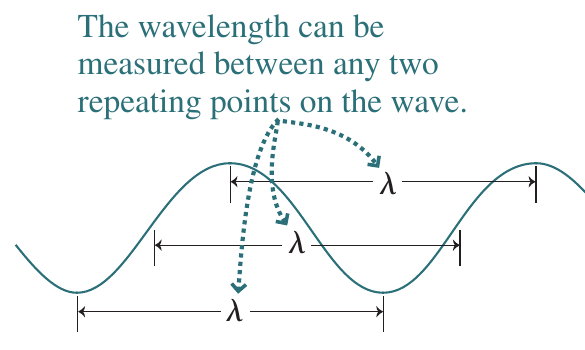 The wavelength can be
measured between any two
repeating points on the wave.
λ
λ
λ